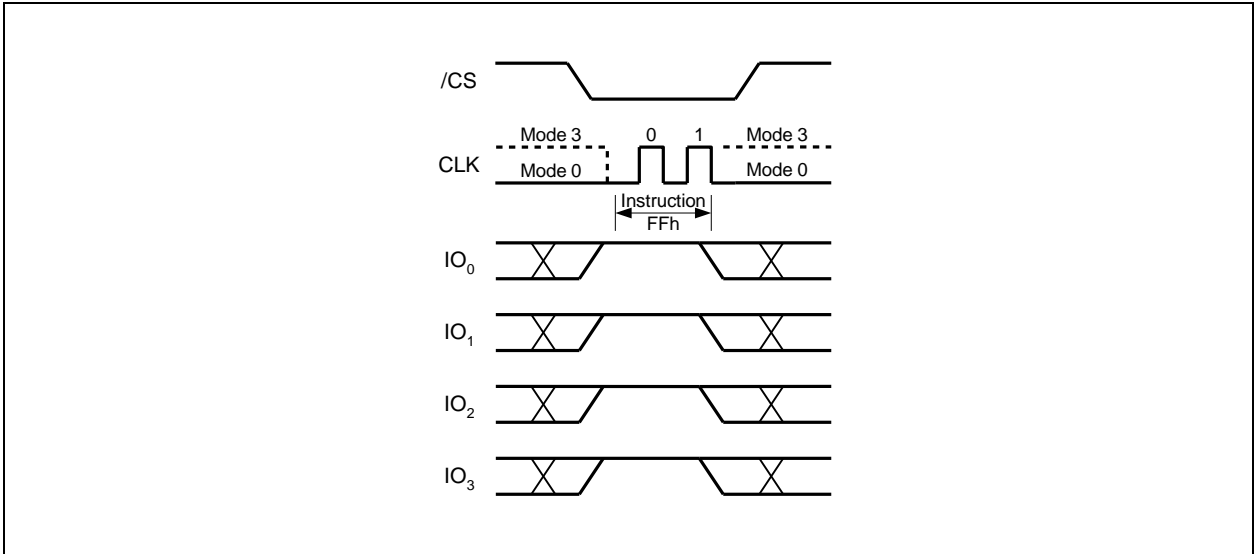 /CS
Mode 3 0 1 Mode 3
CLK
Mode 0 Mode 0
Instruction
FFh
IO0
IO1
IO2
IO3